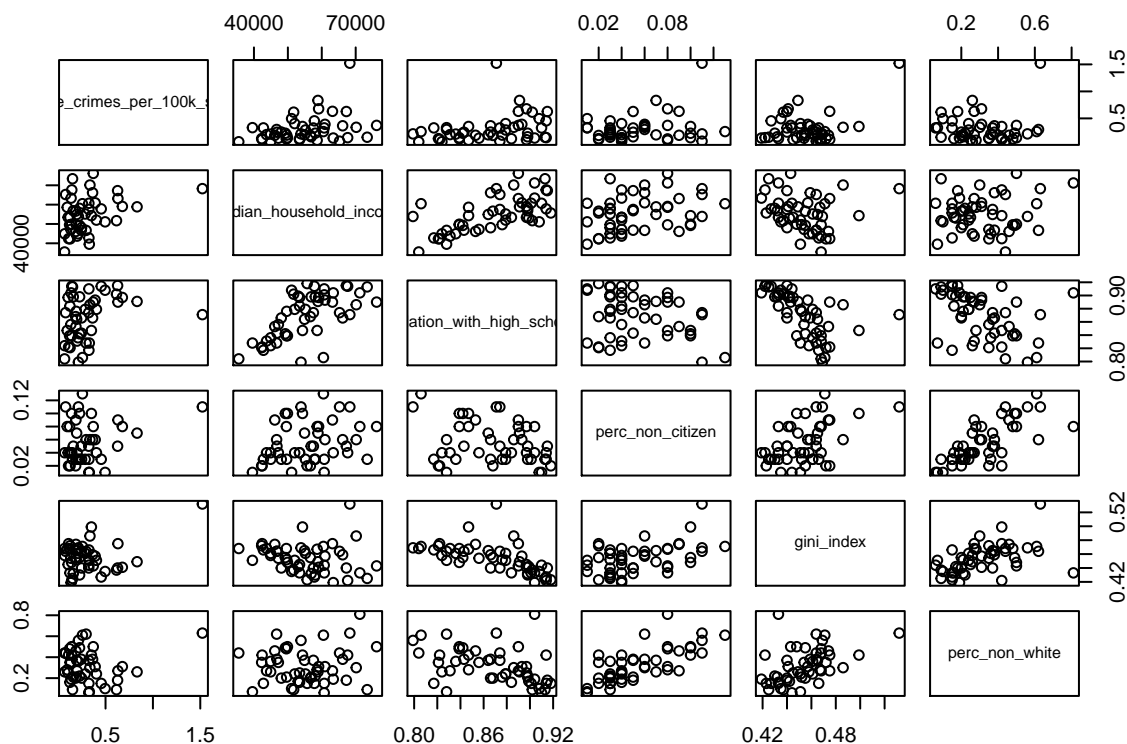 40000 70000 0.02 0.08 0.2 0.6
e_crimes_per_100k_s
0.5 1.5
40000
dian_household_inco
ation_with_high_scho
0.80 0.90
0.02 0.12
perc_non_citizen
gini_index
0.42 0.52
0.2 0.8
perc_non_white
0.5 1.5 0.80 0.86 0.92 0.42 0.48